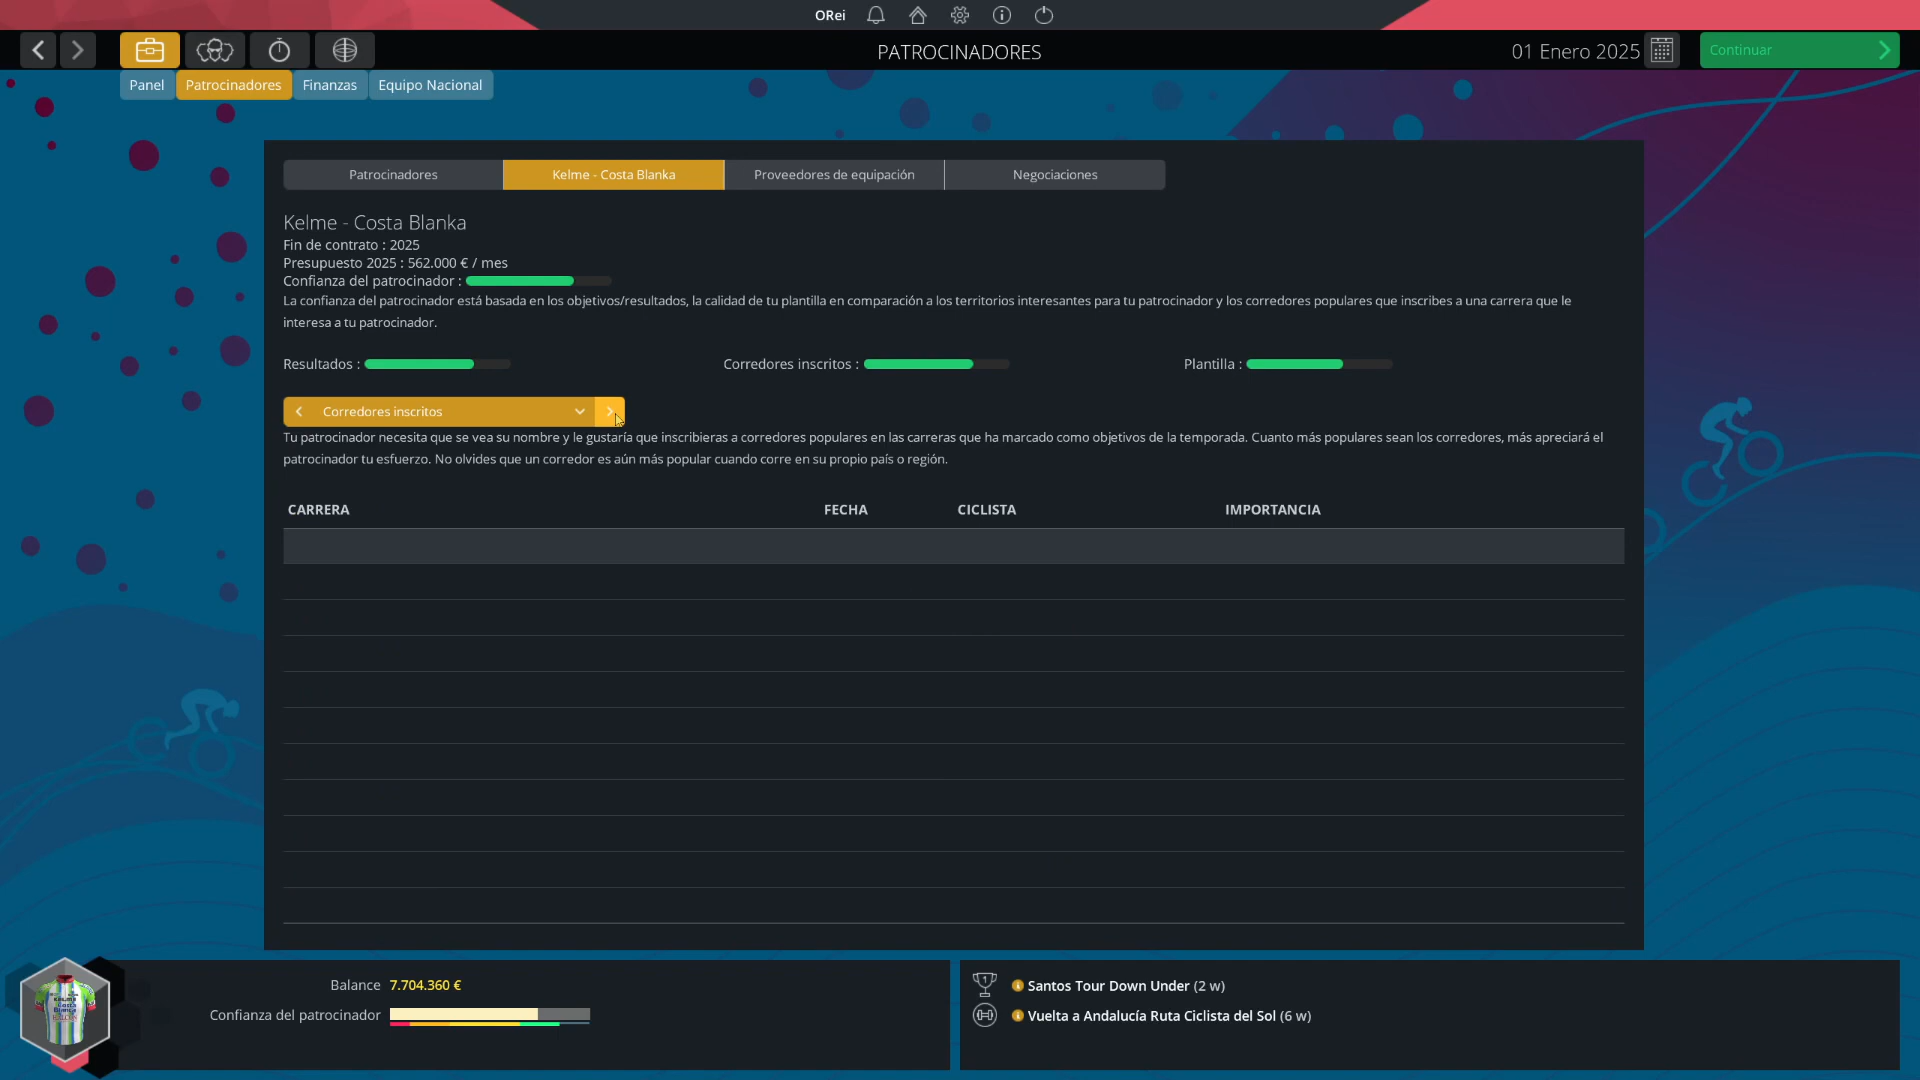 ORei
PATROCINADORES
01 Enero 2025
Continuar
Panel
Patrocinadores
Finanzas
Equipo Nacional
Patrocinadores
Kelme - Costa Blanka
Proveedores de equipación
Negociaciones
Kelme - Costa Blanka
Fin de contrato : 2025
Presupuesto 2025 : 562.000 € / mes
Confianza del patrocinador :
La confianza del patrocinador está basada en los objetivos/resultados, la calidad de tu plantilla en comparación a los territorios interesantes para tu patrocinador y los corredores populares que inscribes a una carrera que le
interesa a tu patrocinador.
Resultados :
Corredores inscritos :
Plantilla :
Corredores inscritos
Tu patrocinador necesita que se vea su nombre y le gustaría que inscribieras a corredores populares en las carreras que ha marcado como objetivos de la temporada. Cuanto más populares sean los corredores, más apreciará el
patrocinador tu esfuerzo. No olvides que un corredor es aún más popular cuando corre en su propio país o región.
CARRERA
FECHA
CICLISTA
IMPORTANCIA
Balance 7.704.360 €
Confianza del patrocinador
Santos Tour Down Under (2 w)
Vuelta a Andalucía Ruta Ciclista del Sol (6 w)